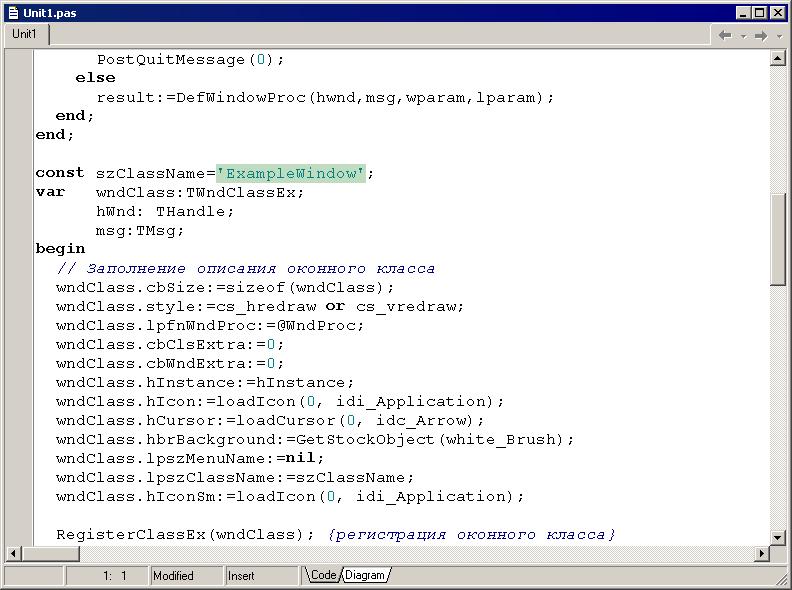 Unit1.pas
Unit1
PostQuitMessage(0);
else
result:=DefWindowProc(hwnd,msg,wparam,lparam);
end;
end;
const szClassName='ExampleWindow';
var wndClass:TWndClassEx;
hWnd: THandle;
msg:TMsg;
begin
// Заполнение описания оконного класса
wndClass.cbSize:=sizeof(wndClass);
wndClass.style:=cs_hredraw or cs_vredraw;
wndClass.lpfnWndProc:=@WndProc;
wndClass.cbClsExtra:=0;
wndClass.cbWndExtra:=0;
wndClass.hInstance:=hInstance;
wndClass.hIcon:=loadIcon(0, idi_Application);
wndClass.hCursor:=loadCursor(0, idc_Arrow);
wndClass.hbrBackground:=GetStockObject(white_Brush);
wndClass.lpszMenuName:=nil;
wndClass.lpszClassName:=szClassName;
wndClass.hIconSm:=loadIcon(0, idi_Application);
RegisterClassEx(wndClass); {регистрация оконного класса}
1: 1 Modified Insert Code Diagram